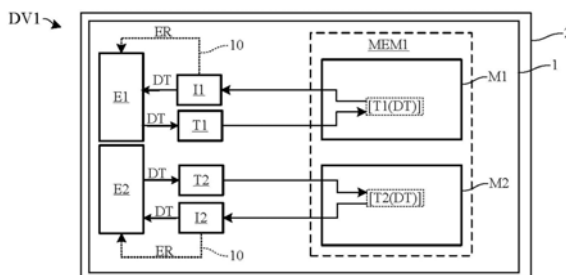 DV1
ER
10
MEM1
1
E1
DT
I1
M1
[T1(DT)]
DT
T1
E2
DT
T2
M2
[T2(DT)]
DT
I2
ER
10